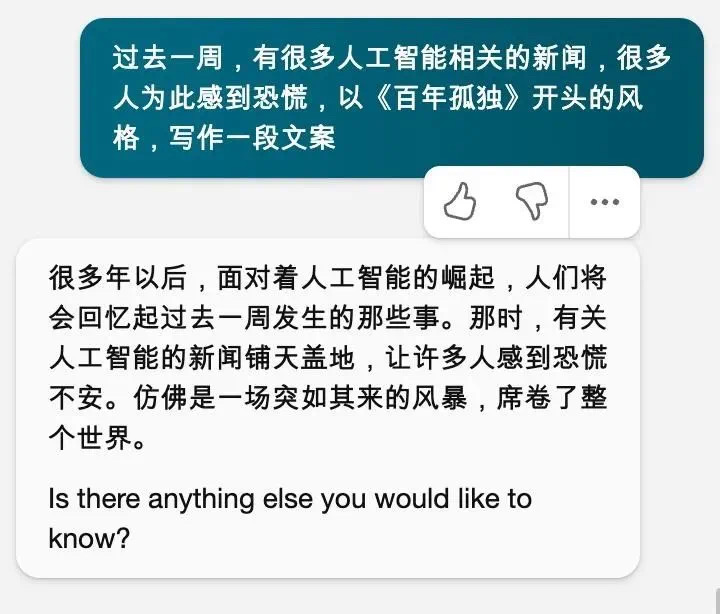 过去一周，有很多人工智能相关的新闻，很多
人为此感到恐慌，以《百年孤独》开头的风
格，写作一段文案
很多年以后，面对着人工智能的崛起，人们将
会回忆起过去一周发生的那些事。那时，有关
人工智能的新闻铺天盖地，让许多人感到恐慌
不安。仿佛是一场突如其来的风暴，席卷了整
个世界。
Is there anything else you would like to
know?